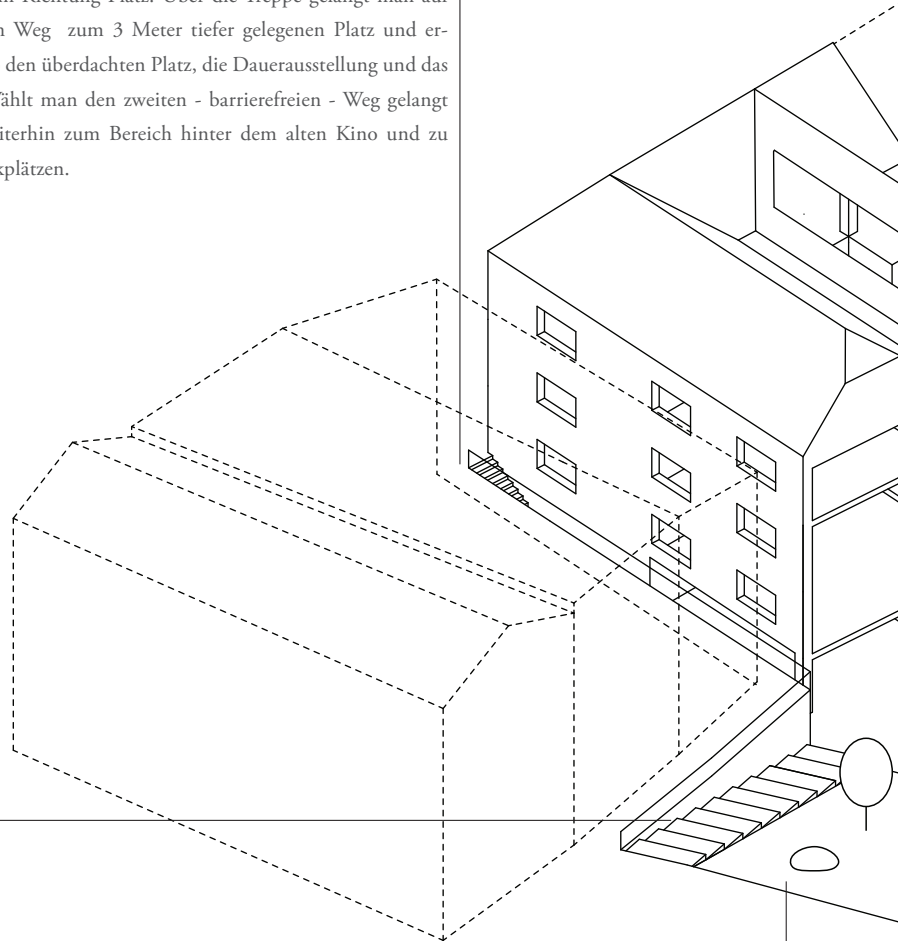 Richtung Platz. Über die Treppe gelangt man auf
Weg zum 3 Meter tiefer gelegenen Platz und er-
den überdachten Platz, die Dauerausstellung und das
ählt man den zweiten - barrierefreien - Weg gelangt
iterhin zum Bereich hinter dem alten Kino und zu
kplätzen.